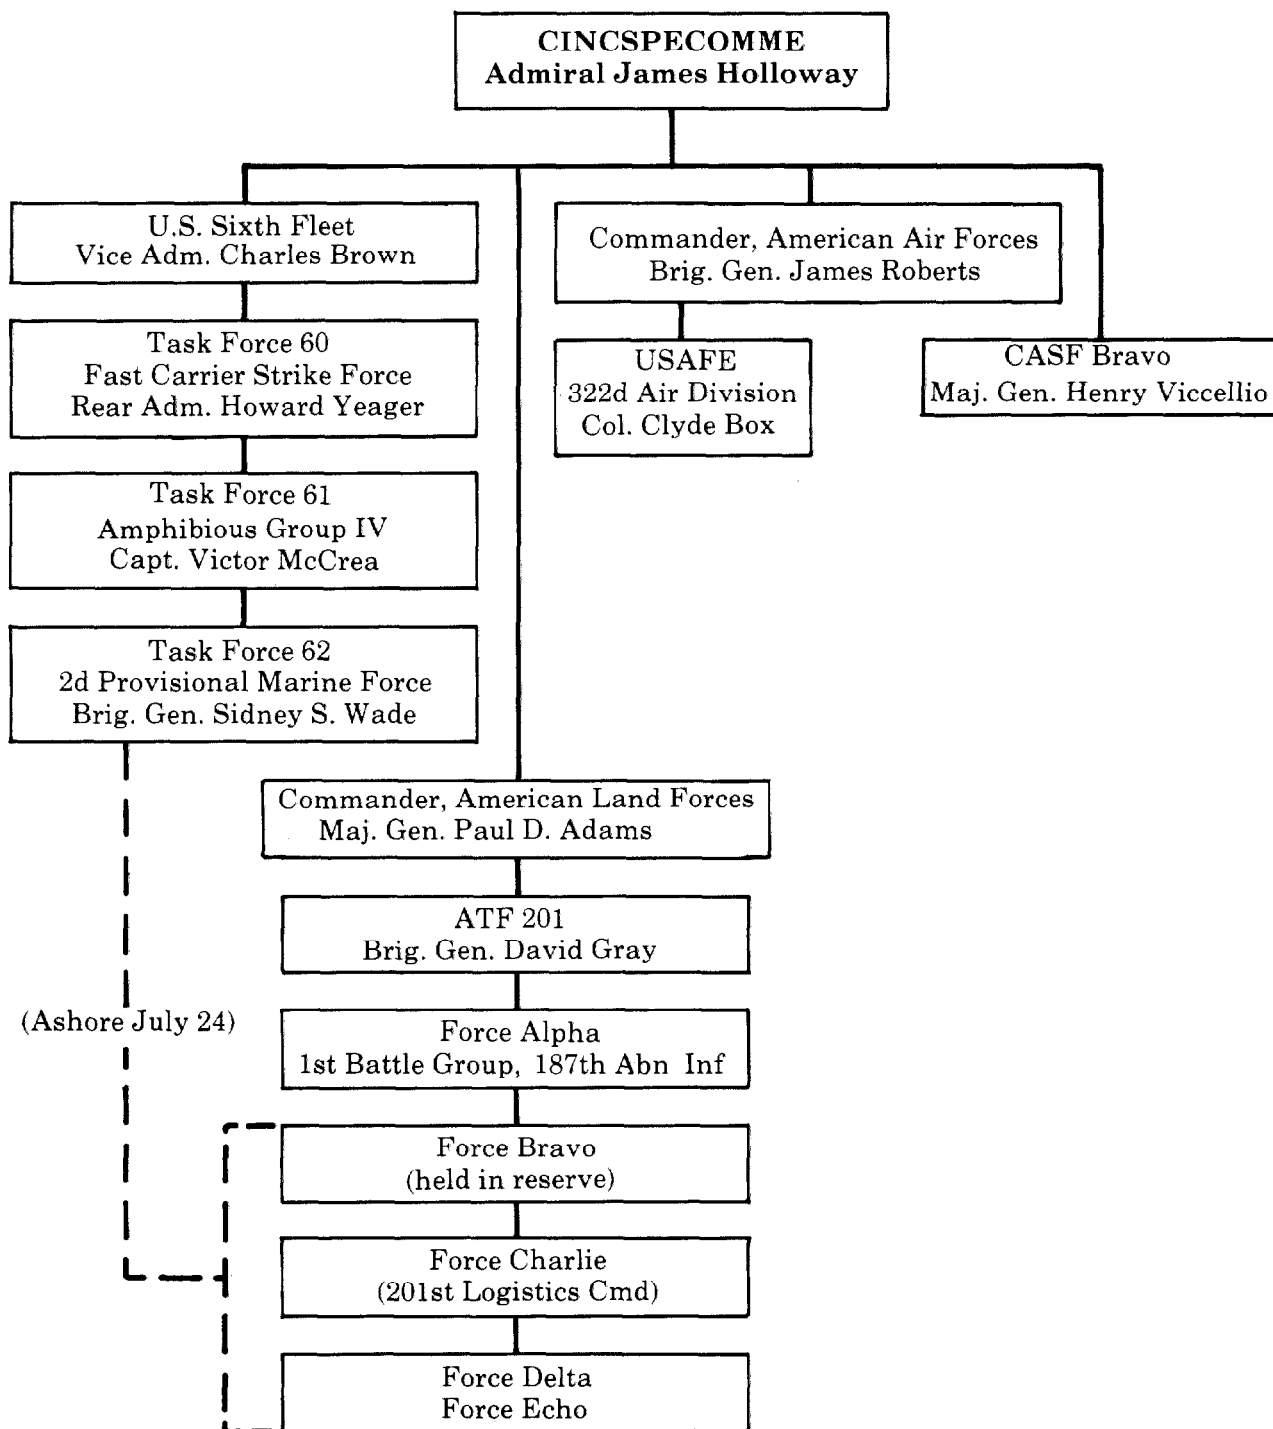 CINCSPECOMME
Admiral James Holloway
U.S. Sixth Fleet
Vice Adm. Charles Brown
Commander, American Air Forces
Brig. Gen. James Roberts
Task Force 60
Fast Carrier Strike Force
Rear Adm. Howard Yeager
USAFE
322d Air Division
Col. Clyde Box
CASF Bravo
Maj. Gen. Henry Viccellio
Task Force 61
Amphibious Group IV
Capt. Victor McCrea
Task Force 62
2d Provisional Marine Force
Brig. Gen. Sidney S. Wade
Commander, American Land Forces
Maj. Gen. Paul D. Adams
ATF 201
Brig. Gen. David Gray
(Ashore July 24)
Force Alpha
1st Battle Group, 187th Abn Inf
Force Bravo
(held in reserve)
Force Charlie
(201st Logistics Cmd)
Force Delta
Force Echo